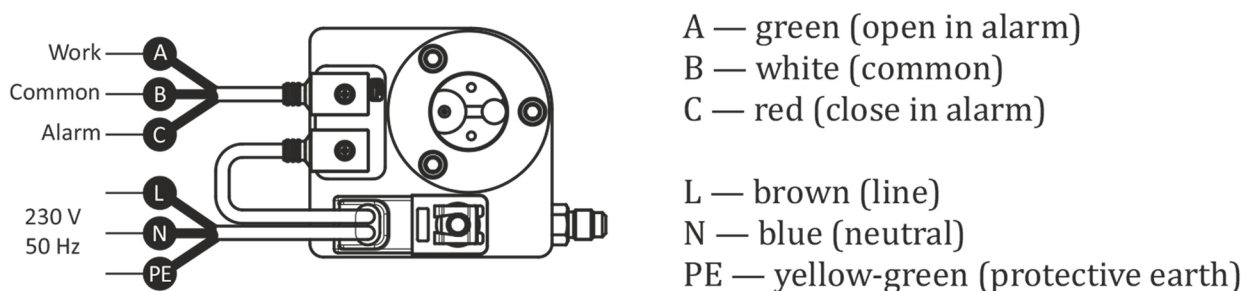 Work
A
Common
B
Alarm
C
L
230 V
50 Hz
N
PE
A — green (open in alarm)
B — white (common)
C — red (close in alarm)
L — brown (line)
N — blue (neutral)
PE — yellow-green (protective earth)